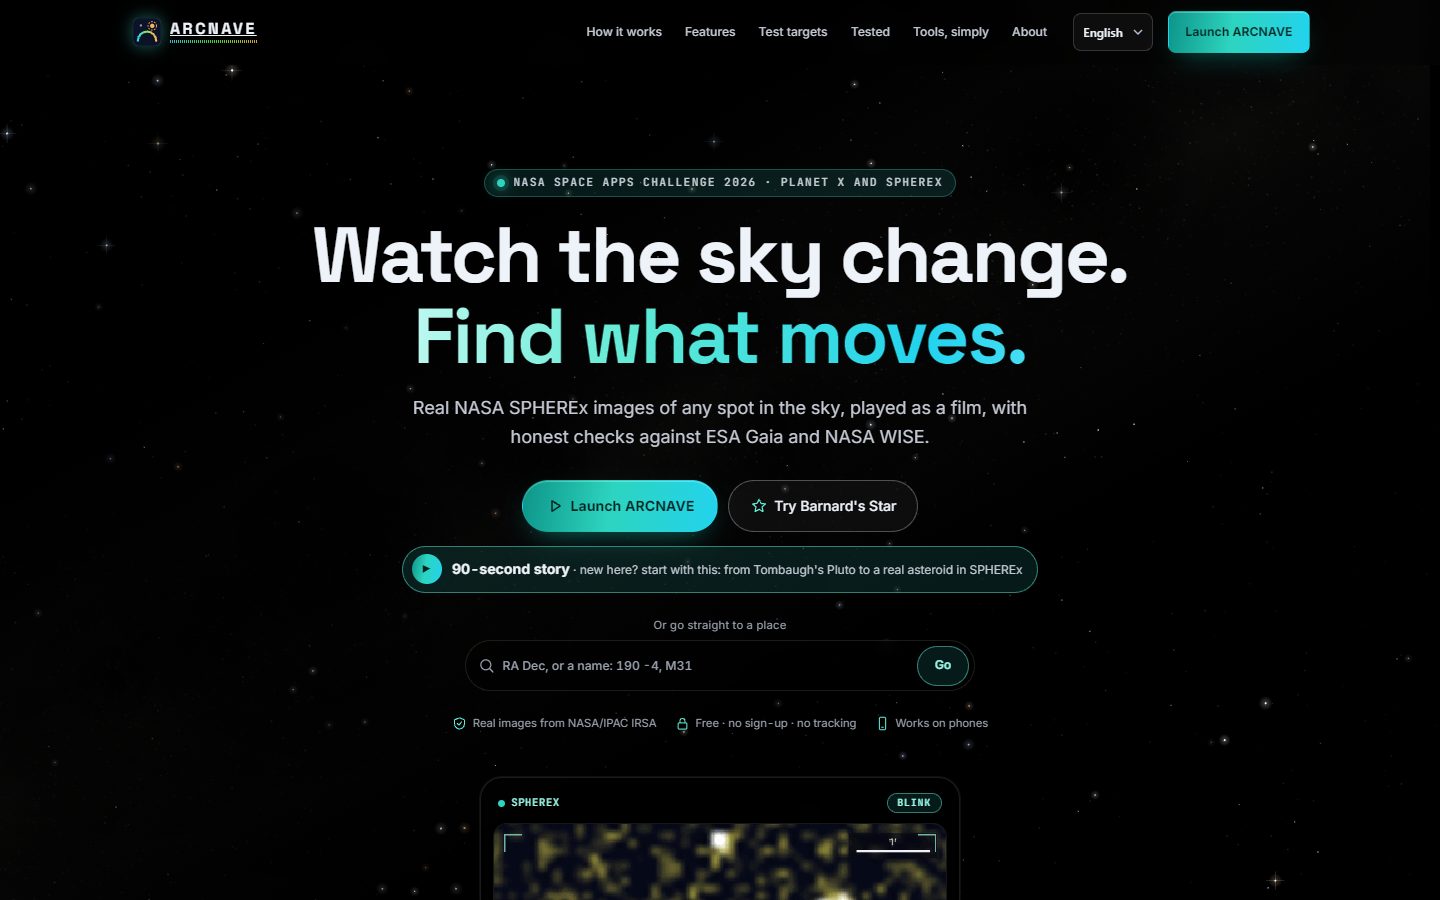 ARCNAVE
How it works
Features
Test targets
Tested
Tools, simply
About
English
Launch ARCNAVE
NASA SPACE APPS CHALLENGE 2026 · PLANET X AND SPHEREX
Watch the sky change.
Find what moves.
Real NASA SPHEREx images of any spot in the sky, played as a film, with
honest checks against ESA Gaia and NASA WISE.
Launch ARCNAVE
Try Barnard's Star
90-second story · new here? start with this: from Tombaugh's Pluto to a real asteroid in SPHEREx
Or go straight to a place
RA Dec, or a name: 190 -4, M31
Go
Real images from NASA/IPAC IRSA
Free · no sign-up · no tracking
Works on phones
SPHEREX
BLINK
1'